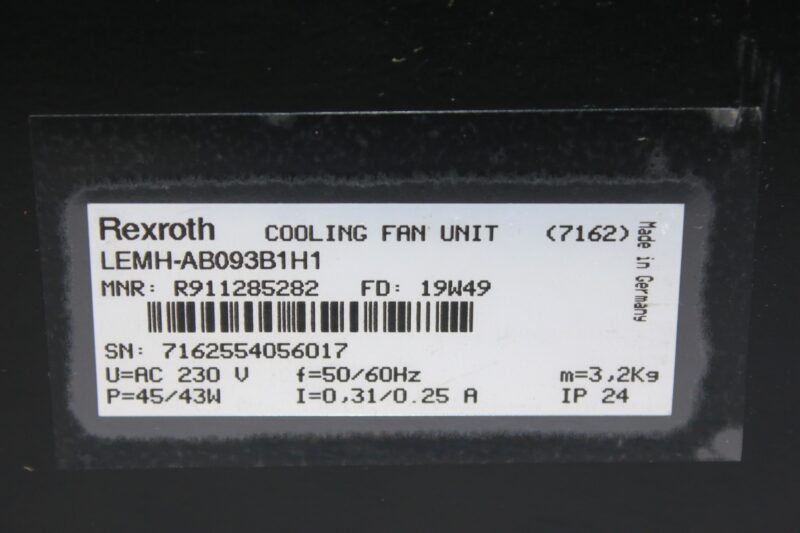 Rexroth COOLING FAN UNIT (7162)
LEMH-AB093B1H1
MNR: R911285282 FD: 19W49
SN: 7162554056017
U=AC 230 V f=50/60Hz m=3,2Kg
P=45/43W I=0,31/0.25 A IP 24
Made in Germany